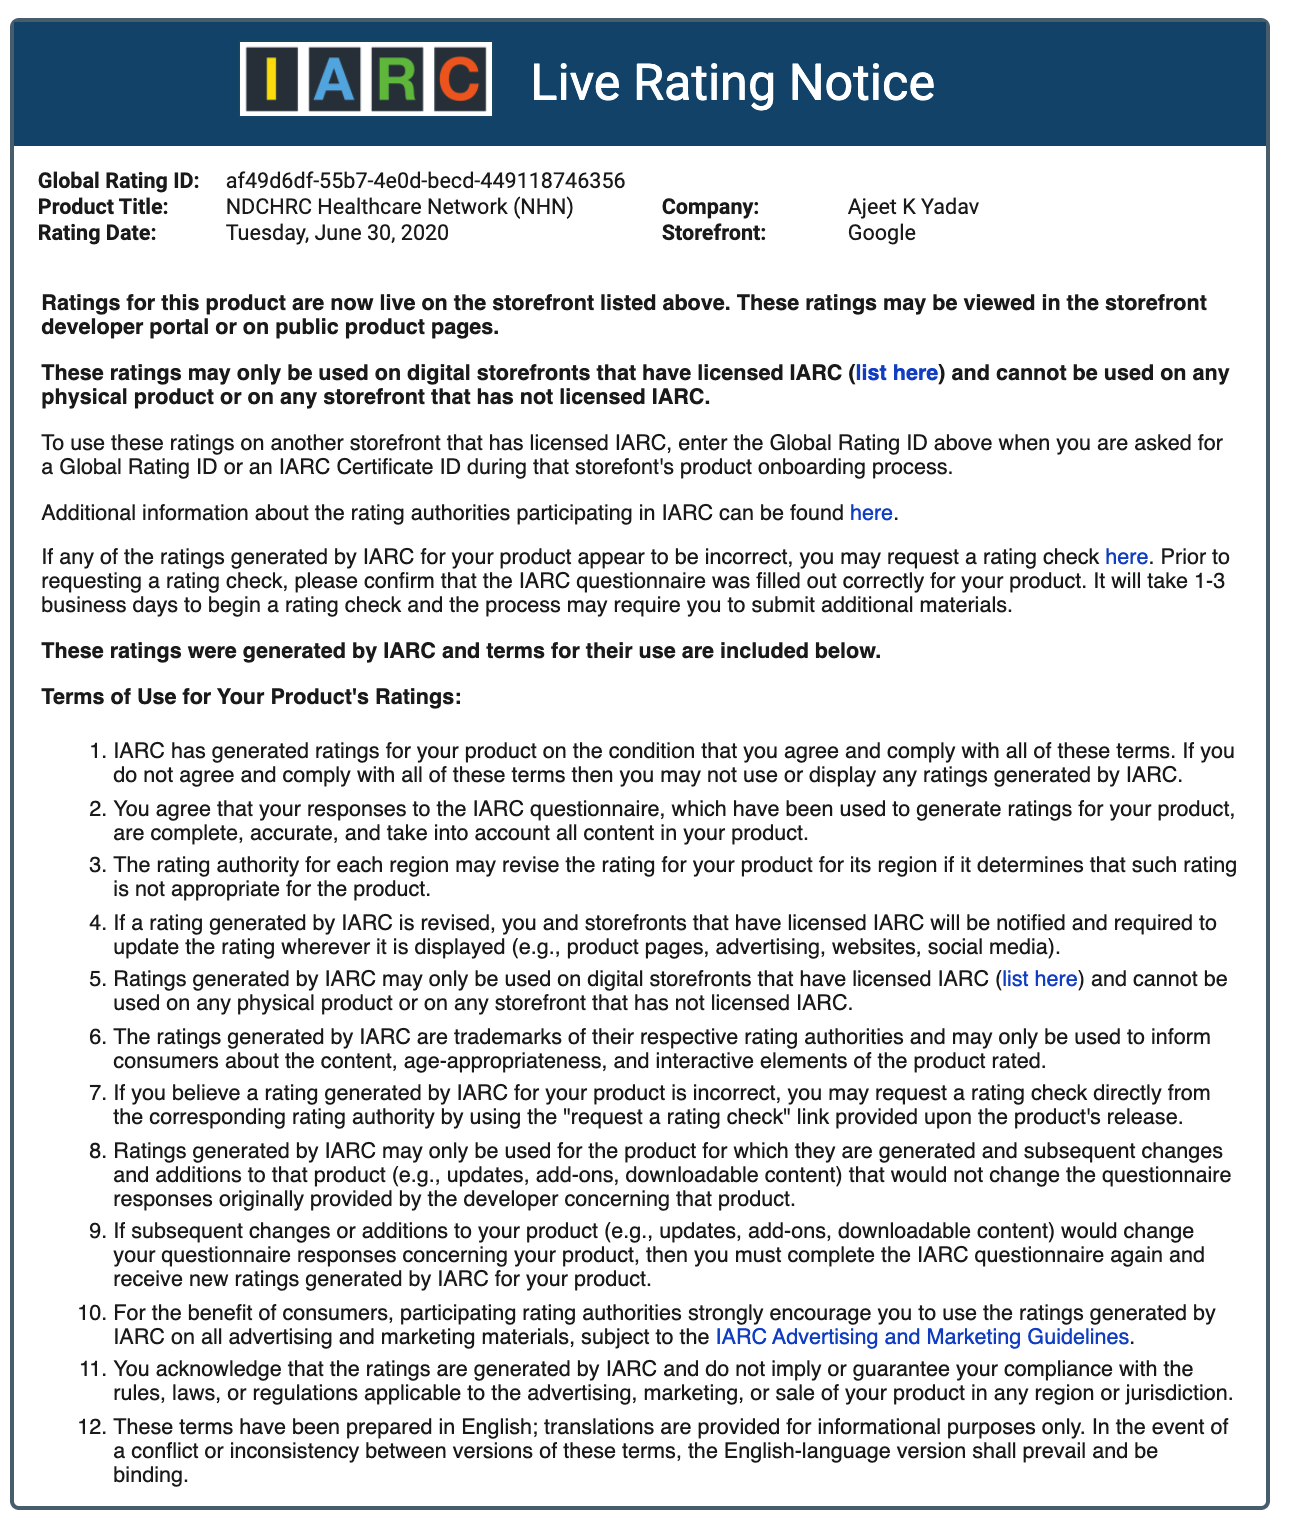 IARC Live Rating Notice
Global Rating ID: af49d6df-55b7-4e0d-becd-449118746356
Product Title: NDCHRC Healthcare Network (NHN) Company: Ajeet K Yadav
Rating Date: Tuesday, June 30, 2020 Storefront: Google
Ratings for this product are now live on the storefront listed above. These ratings may be viewed in the storefront
developer portal or on public product pages.
These ratings may only be used on digital storefronts that have licensed IARC (list here) and cannot be used on any
physical product or on any storefront that has not licensed IARC.
To use these ratings on another storefront that has licensed IARC, enter the Global Rating ID above when you are asked for
a Global Rating ID or an IARC Certificate ID during that storefont's product onboarding process.
Additional information about the rating authorities participating in IARC can be found here.
If any of the ratings generated by IARC for your product appear to be incorrect, you may request a rating check here. Prior to
requesting a rating check, please confirm that the IARC questionnaire was filled out correctly for your product. It will take 1-3
business days to begin a rating check and the process may require you to submit additional materials.
These ratings were generated by IARC and terms for their use are included below.
Terms of Use for Your Product's Ratings:
1. IARC has generated ratings for your product on the condition that you agree and comply with all of these terms. If you
do not agree and comply with all of these terms then you may not use or display any ratings generated by IARC.
2. You agree that your responses to the IARC questionnaire, which have been used to generate ratings for your product,
are complete, accurate, and take into account all content in your product.
3. The rating authority for each region may revise the rating for your product for its region if it determines that such rating
is not appropriate for the product.
4. If a rating generated by IARC is revised, you and storefronts that have licensed IARC will be notified and required to
update the rating wherever it is displayed (e.g., product pages, advertising, websites, social media).
5. Ratings generated by IARC may only be used on digital storefronts that have licensed IARC (list here) and cannot be
used on any physical product or on any storefront that has not licensed IARC.
6. The ratings generated by IARC are trademarks of their respective rating authorities and may only be used to inform
consumers about the content, age-appropriateness, and interactive elements of the product rated.
7. If you believe a rating generated by IARC for your product is incorrect, you may request a rating check directly from
the corresponding rating authority by using the "request a rating check" link provided upon the product's release.
8. Ratings generated by IARC may only be used for the product for which they are generated and subsequent changes
and additions to that product (e.g., updates, add-ons, downloadable content) that would not change the questionnaire
responses originally provided by the developer concerning that product.
9. If subsequent changes or additions to your product (e.g., updates, add-ons, downloadable content) would change
your questionnaire responses concerning your product, then you must complete the IARC questionnaire again and
receive new ratings generated by IARC for your product.
10. For the benefit of consumers, participating rating authorities strongly encourage you to use the ratings generated by
IARC on all advertising and marketing materials, subject to the IARC Advertising and Marketing Guidelines.
11. You acknowledge that the ratings are generated by IARC and do not imply or guarantee your compliance with the
rules, laws, or regulations applicable to the advertising, marketing, or sale of your product in any region or jurisdiction.
12. These terms have been prepared in English; translations are provided for informational purposes only. In the event of
a conflict or inconsistency between versions of these terms, the English-language version shall prevail and be
binding.